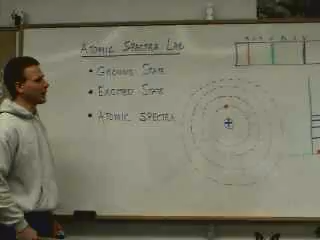 ATOMIC SPECTRA LAB
• GROUND STATE
• EXCITED STATE
• ATOMIC SPECTRA
+